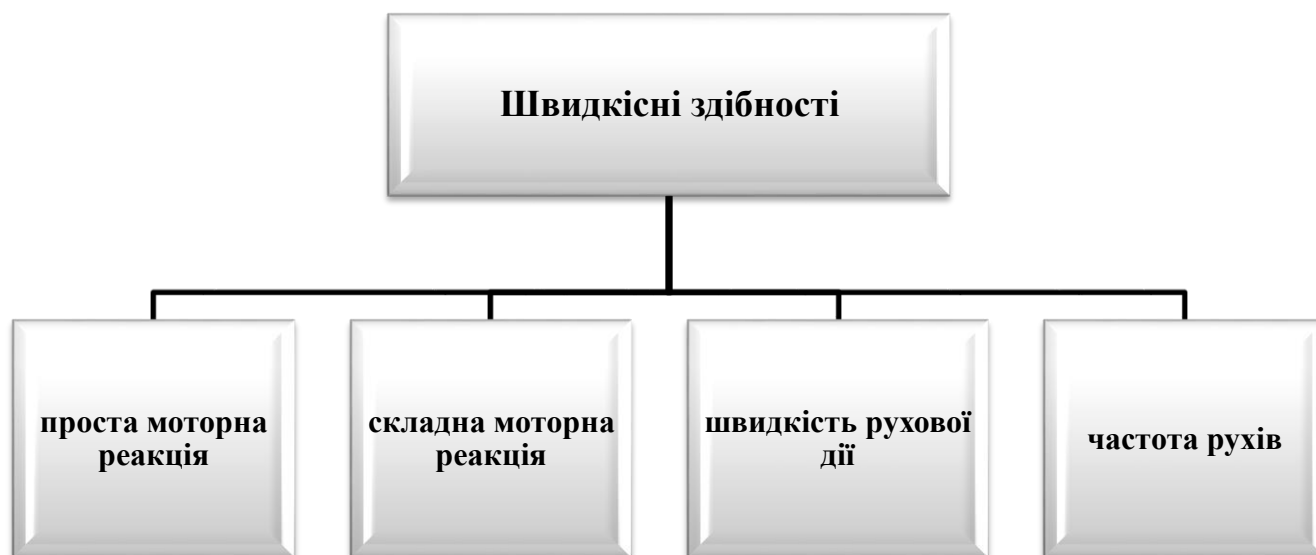 Швидкісні здібності
проста моторна
реакція
складна моторна
реакція
швидкість рухової
дії
частота рухів